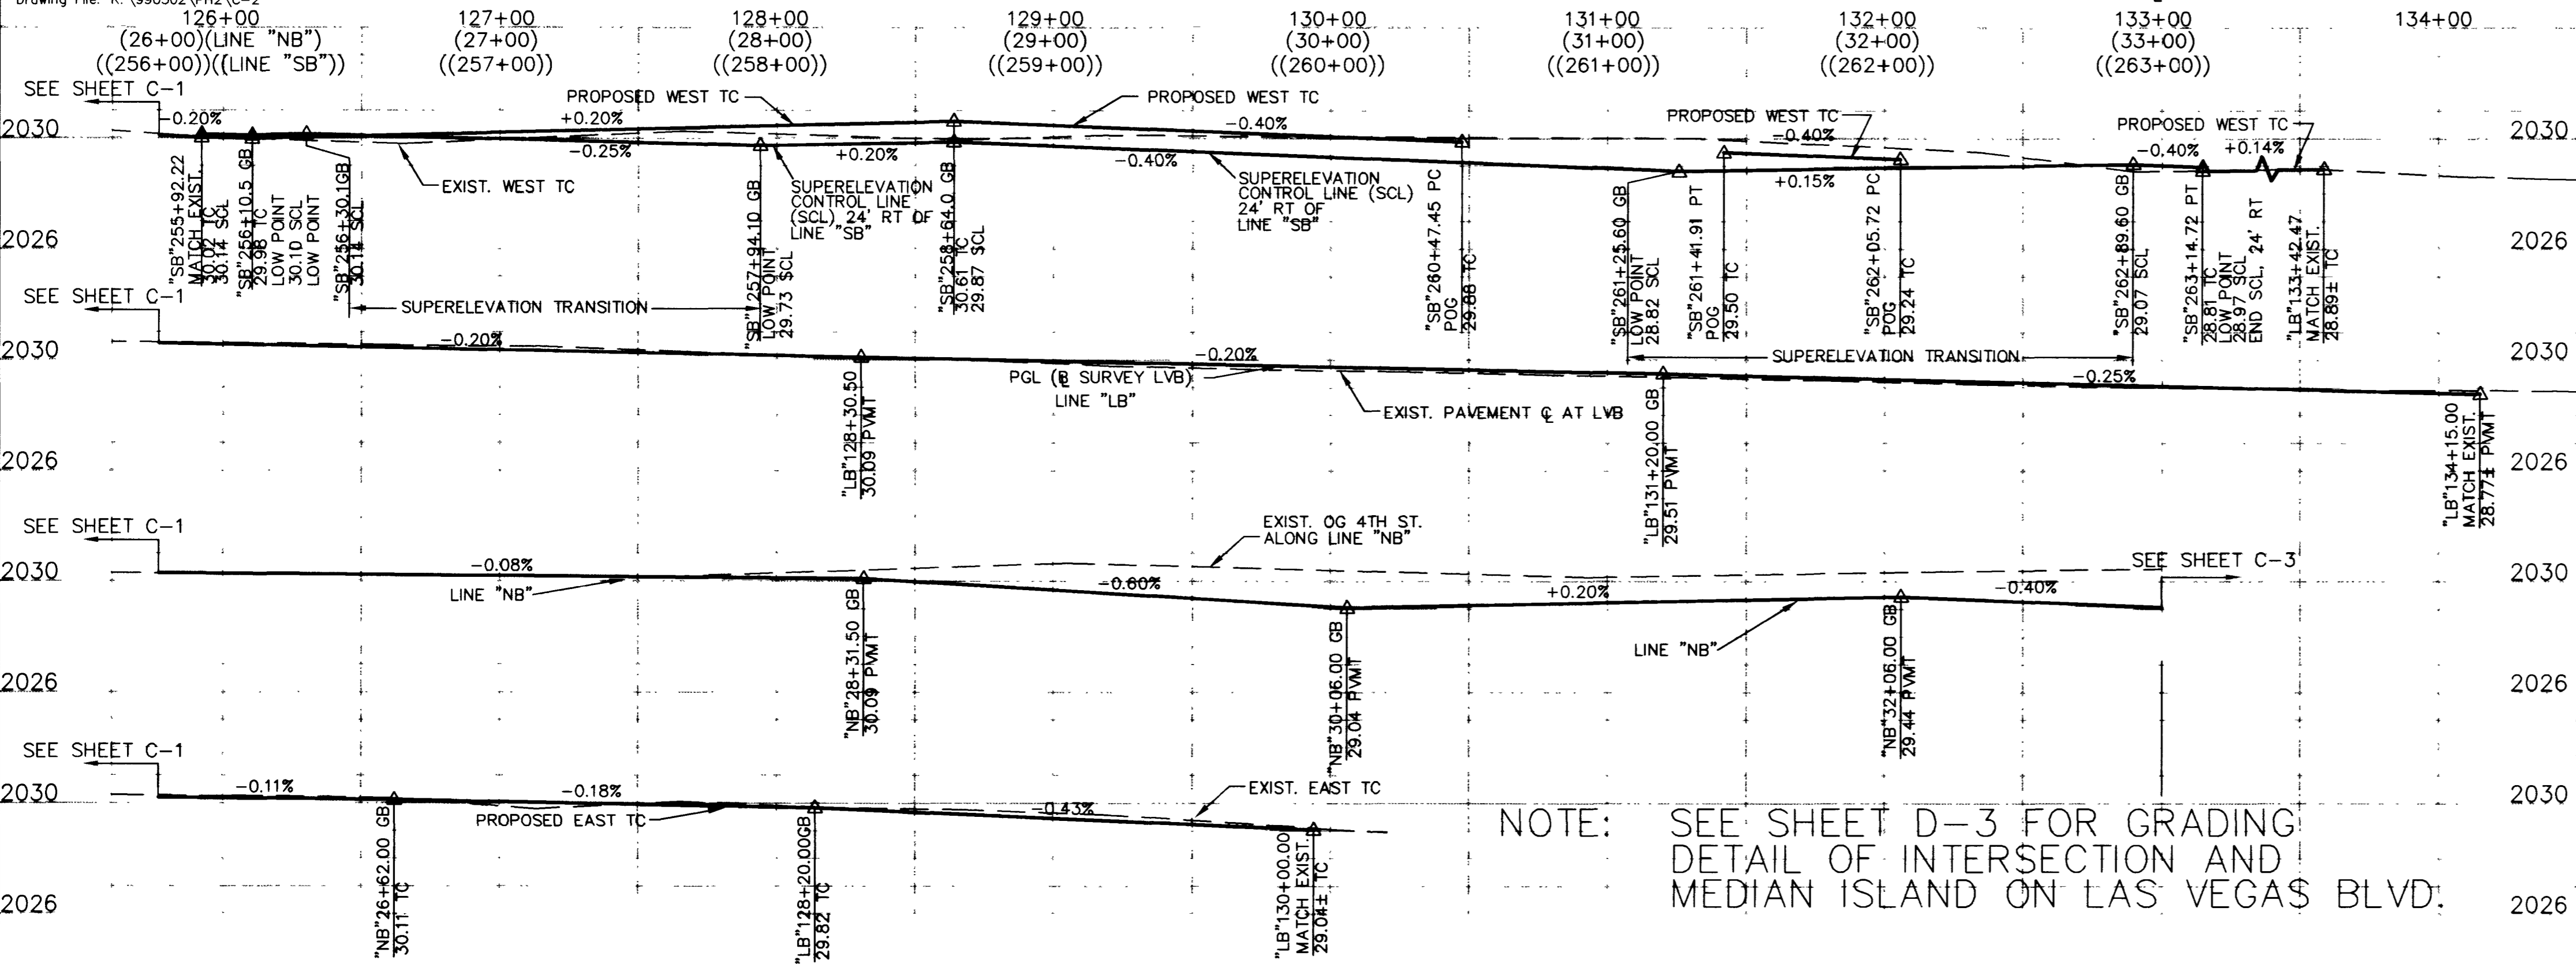 Drawing File: K:\990502\PH2\C-2
126+00 127+00 128+00 129+00 130+00 131+00 132+00 133+00 134+00
(26+00)(LINE "NB") (27+00) (28+00) (29+00) (30+00) (31+00) (32+00) (33+00)
((256+00))((LINE "SB")) ((257+00)) ((258+00)) ((259+00)) ((260+00)) ((261+00)) ((262+00)) ((263+00))
SEE SHEET C-1
PROPOSED WEST TC
PROPOSED WEST TC
PROPOSED WEST TC
PROPOSED WEST TC
2030
-0.20%
+0.20%
-0.40%
-0.40%
-0.40%
+0.14%
2030
-0.25%
+0.20%
-0.40%
+0.15%
EXIST. WEST TC
SUPERELEVATION
CONTROL LINE
(SCL) 24' RT OF
LINE "SB"
SUPERELEVATION
CONTROL LINE (SCL)
24' RT OF
LINE "SB"
"SB"255+92.22
MATCH EXIST.
30.02 TC
30.14 SCL
"SB"256+10.5 GB
29.98 TC
LOW POINT
30.10 SCL
LOW POINT
"SB"256+30.1GB
30.14 SCL
"SB"257+94.10 GB
LOW POINT
29.73 SCL
"SB"258+64.0 GB
30.61 TC
29.87 SCL
"SB"260+47.45 PC
POG
29.88 TC
"SB"261+25.60 GB
LOW POINT
28.82 SCL
"SB"261+41.91 PT
POG
29.50 TC
"SB"262+05.72 PC
POG
29.24 TC
"SB"262+89.60 GB
29.07 SCL
"SB"263+14.72 PT
28.81 TC
LOW POINT
28.97 SCL
END SCL, 24' RT
"LB"133+42.47
MATCH EXIST.
28.89± TC
2026
2026
SEE SHEET C-1
SUPERELEVATION TRANSITION
SUPERELEVATION TRANSITION
2030
-0.20%
-0.20%
-0.25%
2030
PGL (℄ SURVEY LVB)
LINE "LB"
EXIST. PAVEMENT ℄ AT LVB
"LB"128+30.50
30.09 PVMT
"LB"131+20.00 GB
29.51 PVMT
"LB"134+15.00
MATCH EXIST.
28.77± PVMT
2026
2026
SEE SHEET C-1
EXIST. OG 4TH ST.
ALONG LINE "NB"
SEE SHEET C-3
2030
-0.08%
-0.60%
+0.20%
-0.40%
2030
LINE "NB"
LINE "NB"
"NB"28+31.50 GB
30.09 PVMT
"NB"30+06.00 GB
29.04 PVMT
"NB"32+06.00 GB
29.44 PVMT
2026
2026
SEE SHEET C-1
2030
-0.11%
-0.18%
-0.43%
2030
EXIST. EAST TC
PROPOSED EAST TC
"NB"26+62.00 GB
30.11 TC
"LB"128+20.00GB
29.82 TC
"LB"130+00.00
MATCH EXIST.
29.04± TC
2026
2026
NOTE: SEE SHEET D-3 FOR GRADING
DETAIL OF INTERSECTION AND
MEDIAN ISLAND ON LAS VEGAS BLVD.